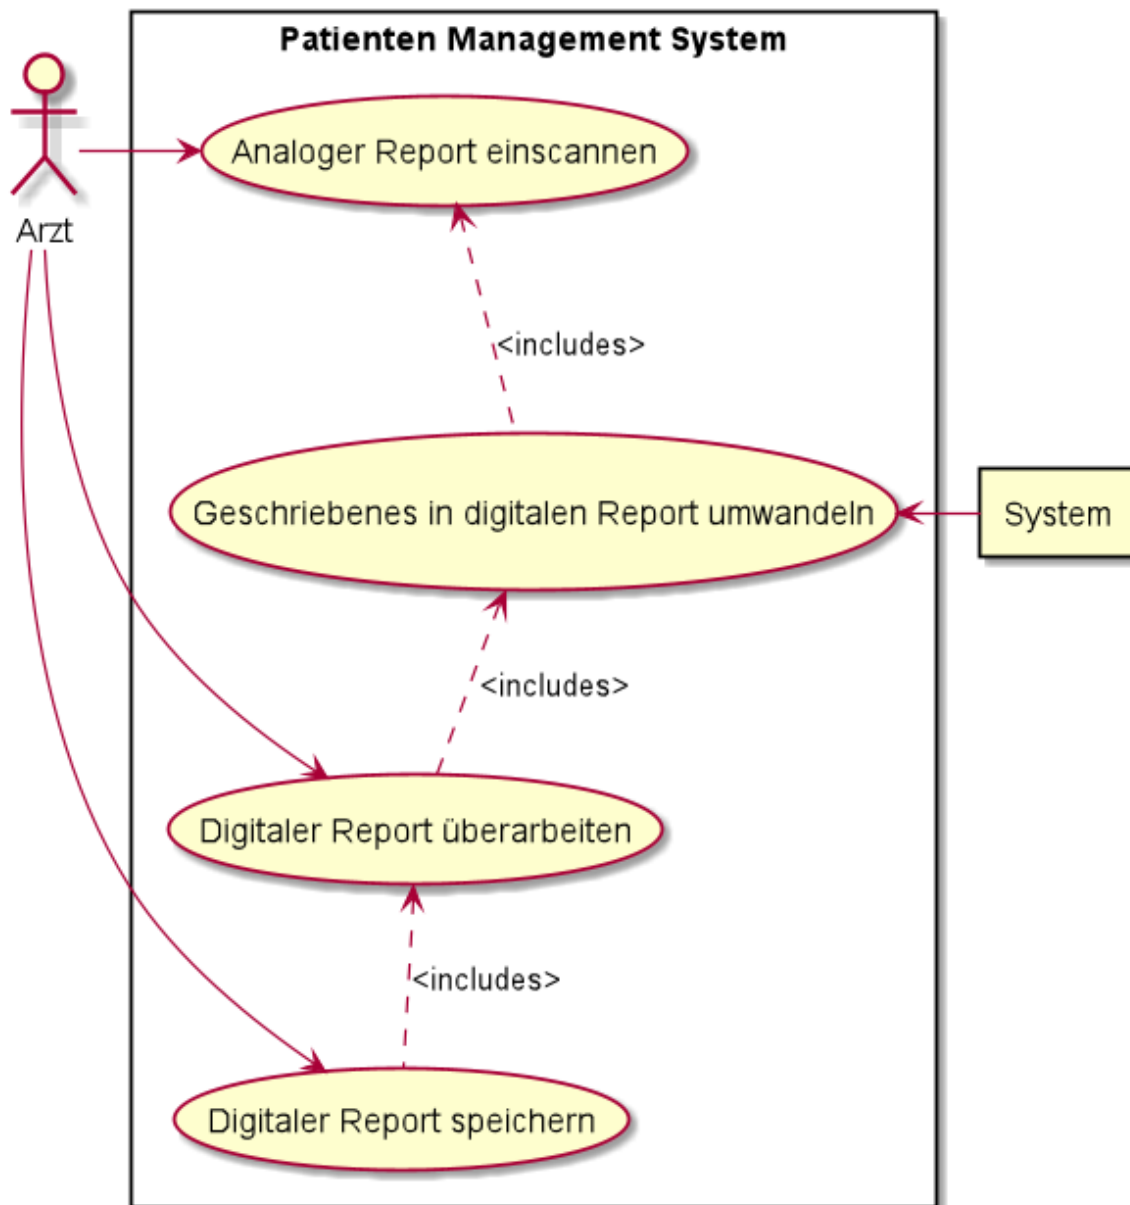 Patienten Management System
Analoger Report einscannen
Arzt
<includes>
Geschriebenes in digitalen Report umwandeln
System
<includes>
Digitaler Report überarbeiten
<includes>
Digitaler Report speichern